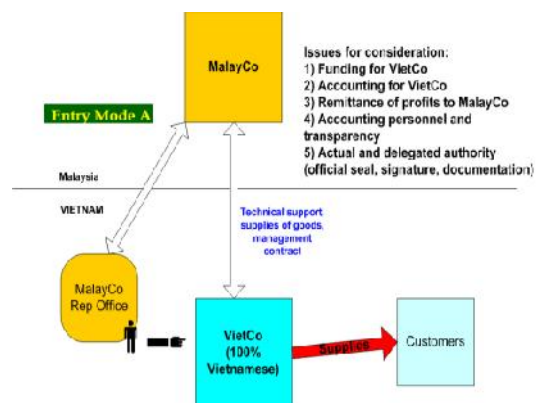 MalayCo
Issues for consideration:
1) Funding for VietCo
2) Accounting for VietCo
3) Remittance of profits to MalayCo
4) Accounting personnel and
transparency
5) Actual and delegated authority
(official seal, signature, documentation)
Entry Mode A
Malaysia
VIETNAM
Technical support
supplies of goods,
management
contract
MalayCo
Rep Office
VietCo
(100%
Vietnamese)
Supplies
Customers